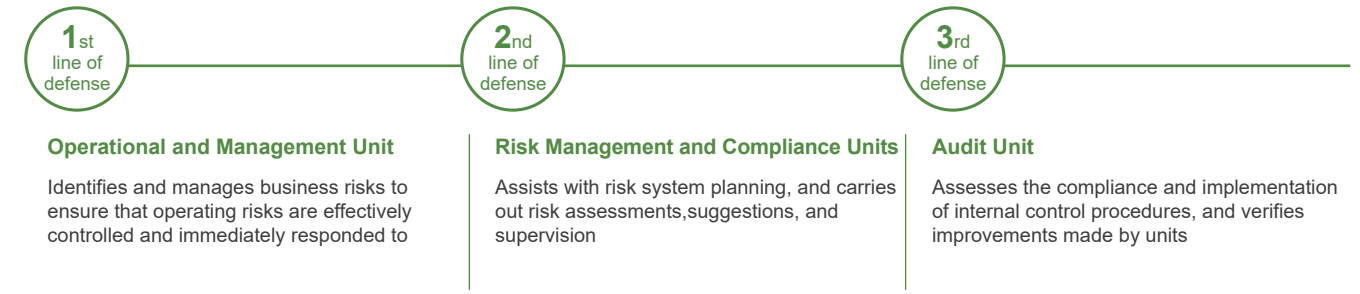 1st
line of
defense
Operational and Management Unit
Identifies and manages business risks to
ensure that operating risks are effectively
controlled and immediately responded to
2nd
line of
defense
Risk Management and Compliance Units
Assists with risk system planning, and carries
out risk assessments,suggestions, and
supervision
3rd
line of
defense
Audit Unit
Assesses the compliance and implementation
of internal control procedures, and verifies
improvements made by units